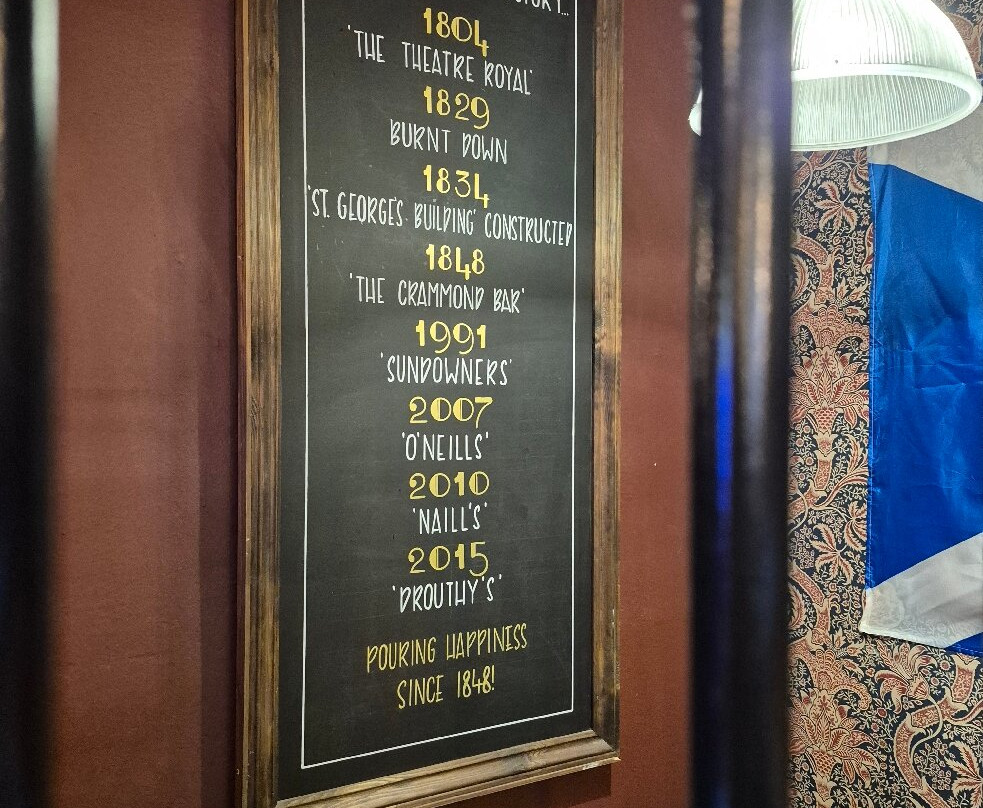 1804
'THE THEATRE ROYAL'
1829
BURNT DOWN
1834
'ST. GEORGE'S BUILDING' CONSTRUCTED
1848
'THE CRAMMOND BAR'
1991
'SUNDOWNERS'
2007
'O'NEILLS'
2010
'NAILL'S'
2015
'DROUTHY'S'
POURING HAPPINESS
SINCE 1848!